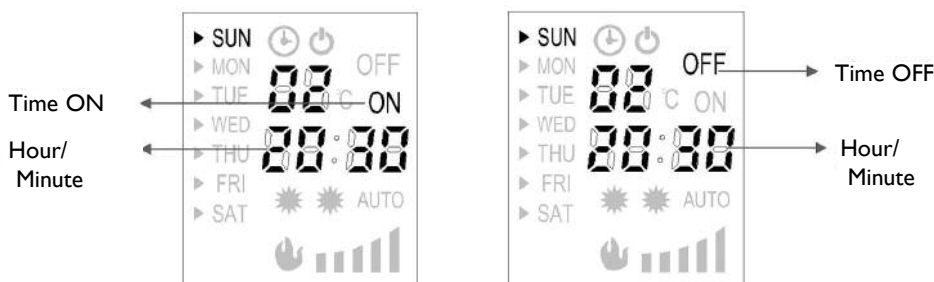 Time ON
Hour/
Minute
SUN
MON
TUE
WED
THU
FRI
SAT
OFF
02 °C
ON
20:30
AUTO
SUN
MON
TUE
WED
THU
FRI
SAT
OFF
02 °C
ON
20:30
AUTO
Time OFF
Hour/
Minute